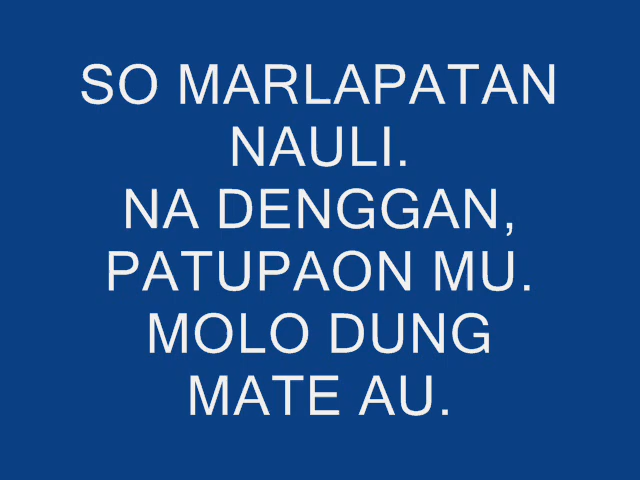 SO MARLAPATAN
NAULI.
NA DENGGAN,
PATUPAON MU.
MOLO DUNG
MATE AU.